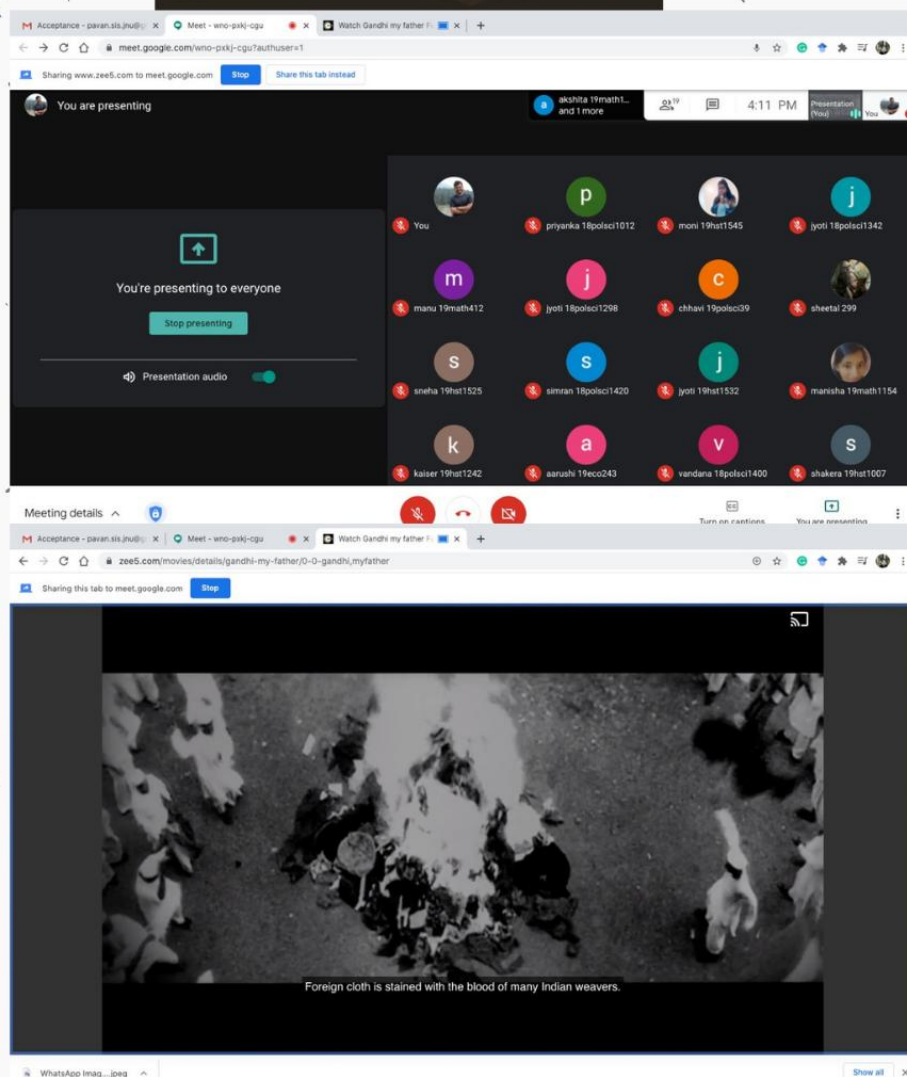 Acceptance - pavan.sis.jnu@g
Meet - wno-pxkj-cgu
Watch Gandhi my father F
meet.google.com/wno-pxkj-cgu?authuser=1
Sharing www.zee5.com to meet.google.com
Stop
Share this tab instead
You are presenting
a
akshita 19math1...
and 1 more
19
4:11 PM
Presentation
(You)
You
You're presenting to everyone
Stop presenting
Presentation audio
You
p
priyanka 18polsci1012
moni 19hst1545
j
jyoti 18polsci1342
m
manu 19math412
j
jyoti 18polsci1298
c
chhavi 19polsci39
sheetal 299
s
sneha 19hst1525
s
simran 18polsci1420
j
jyoti 19hst1532
manisha 19math1154
k
kaiser 19hst1242
a
aarushi 19eco243
v
vandana 18polsci1400
s
shakera 19hst1007
Meeting details
CC
Turn on captions
You are presenting
Acceptance - pavan.sis.jnu@g
Meet - wno-pxkj-cgu
Watch Gandhi my father F
zee5.com/movies/details/gandhi-my-father/0-0-gandhi,myfather
Sharing this tab to meet.google.com
Stop
Foreign cloth is stained with the blood of many Indian weavers.
WhatsApp Imag....jpeg
Show all